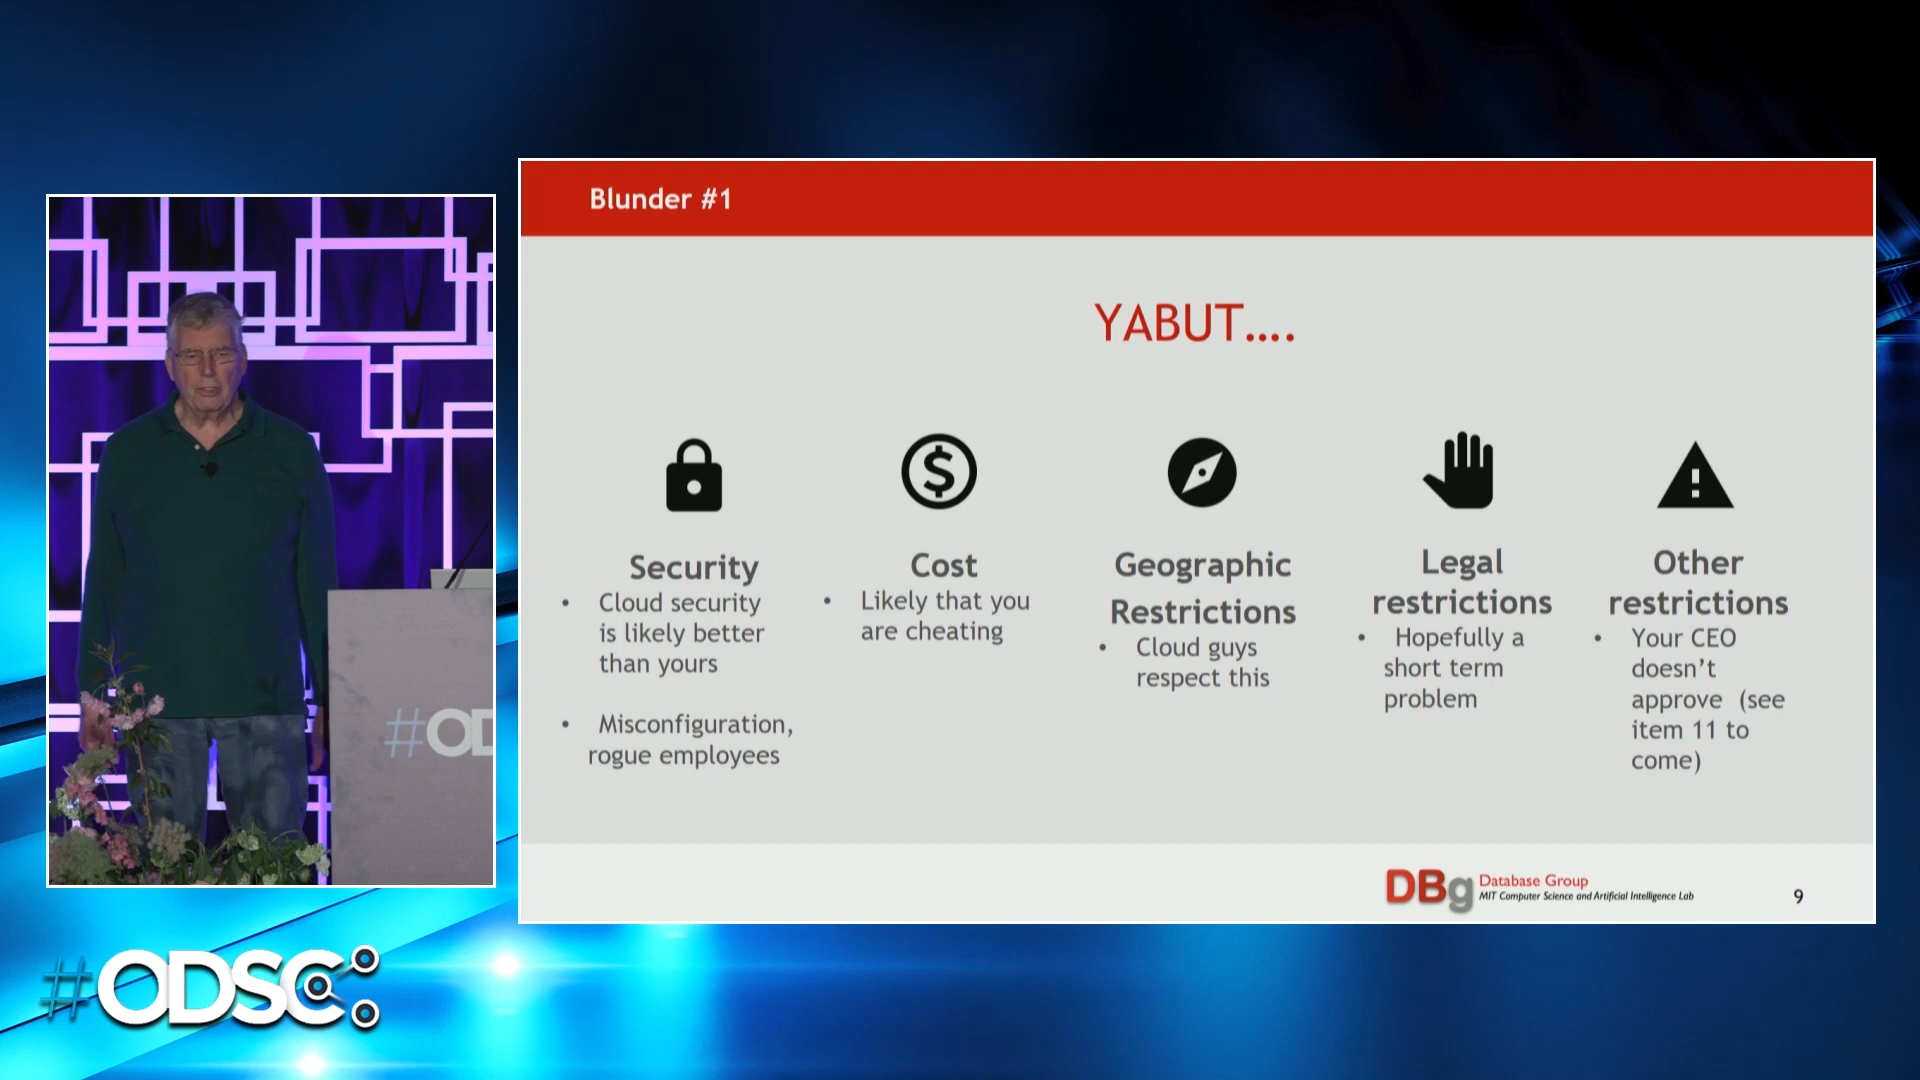 Blunder #1
YABUT....
Security
• Cloud security
is likely better
than yours
• Misconfiguration,
rogue employees
Cost
• Likely that you
are cheating
Geographic
Restrictions
• Cloud guys
respect this
Legal
restrictions
• Hopefully a
short term
problem
Other
restrictions
• Your CEO
doesn’t
approve (see
item 11 to
come)
DBg
Database Group
MIT Computer Science and Artificial Intelligence Lab
9
#OD
#ODSC